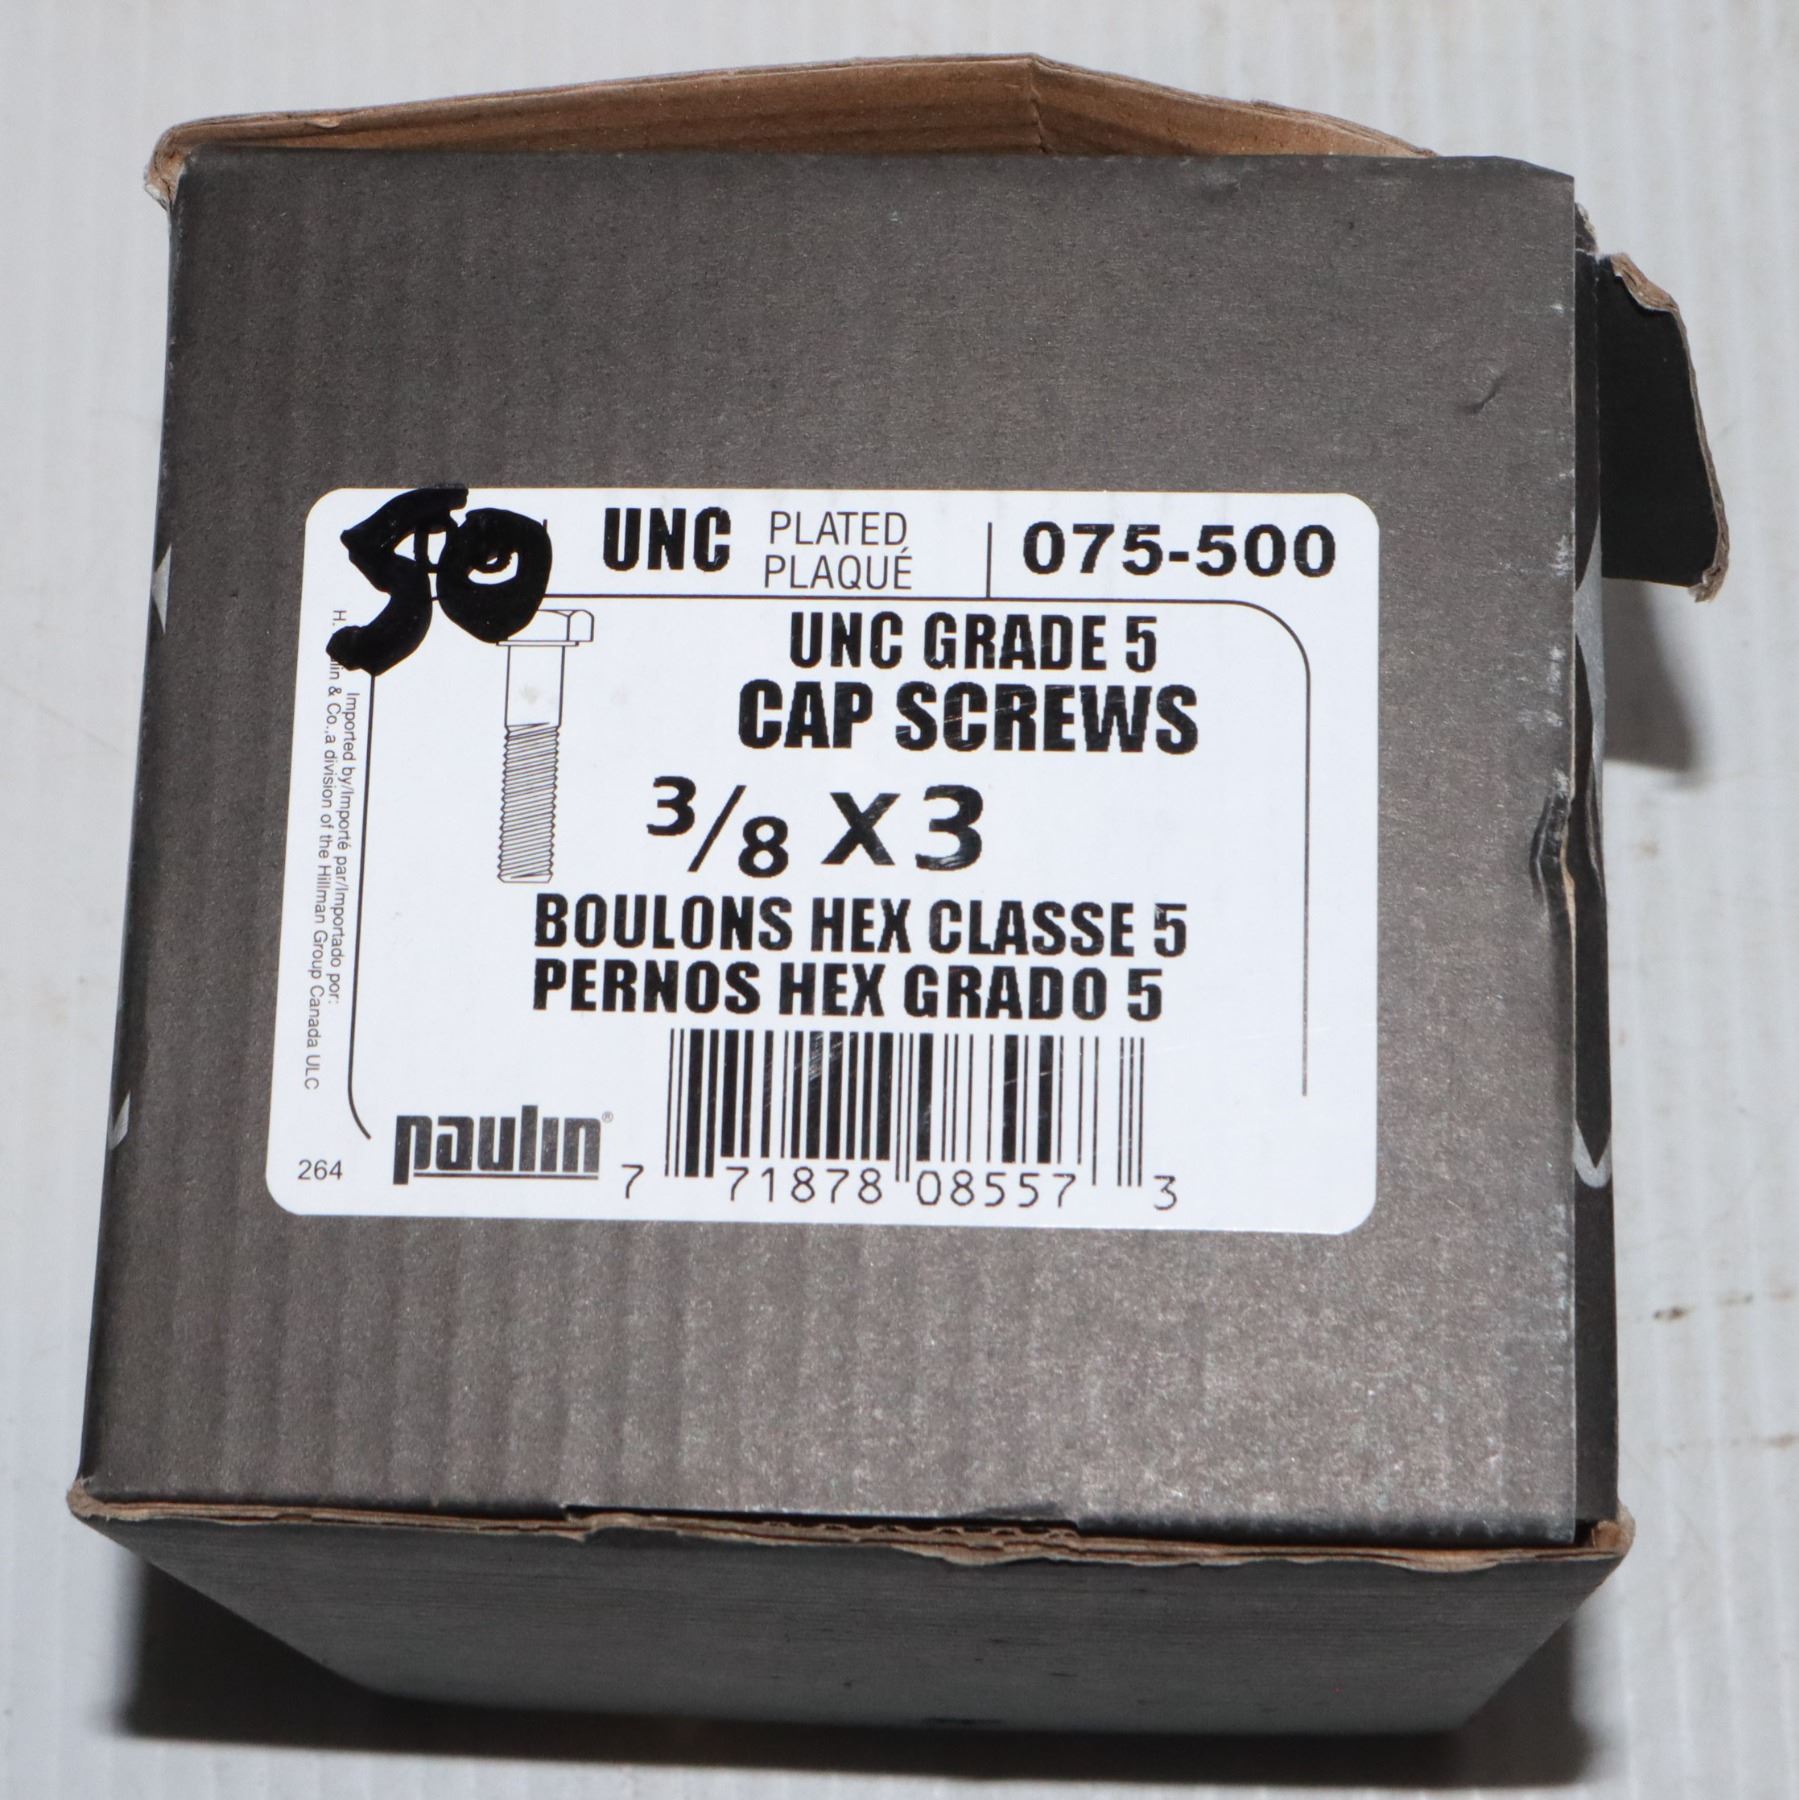 50 UNC PLATED
PLAQUÉ
075-500
UNC GRADE 5
CAP SCREWS
3/8 X 3
BOULONS HEX CLASSE 5
PERNOS HEX GRADO 5
paulin®
7 71878 08557 3
264
Imported by/Importé par/Importado por:
& Co.,a division of the Hillman Group Canada ULC